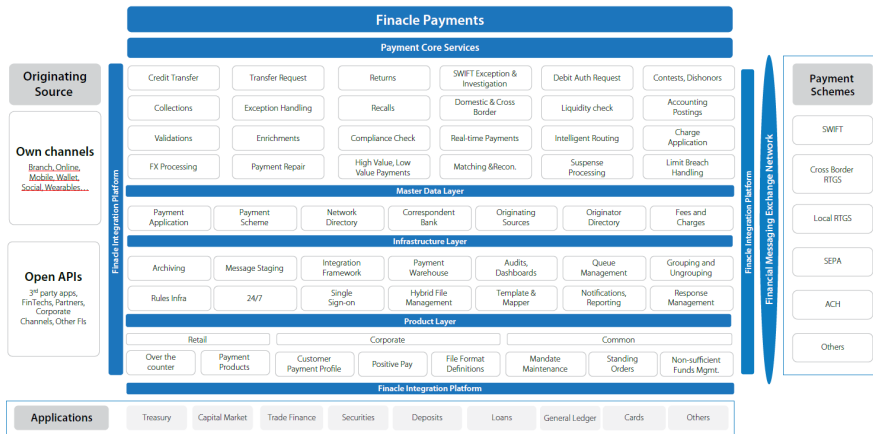 Finacle Payments
Payment Core Services
Originating
Source
Own channels
Branch, Online,
Mobile, Wallet,
Social, Wearables...
Open APIs
3rd party apps,
FinTechs, Partners,
Corporate
Channels, Other FIs
Finacle Integration Platform
Credit Transfer
Transfer Request
Returns
SWIFT Exception &
Investigation
Debit Auth Request
Contests, Dishonors
Collections
Exception Handling
Recalls
Domestic & Cross
Border
Liquidity check
Accounting
Postings
Validations
Enrichments
Compliance Check
Real-time Payments
Intelligent Routing
Charge
Application
FX Processing
Payment Repair
High Value, Low
Value Payments
Matching &Recon.
Suspense
Processing
Limit Breach
Handling
Master Data Layer
Payment
Application
Payment
Scheme
Network
Directory
Correspondent
Bank
Originating
Sources
Originator
Directory
Fees and
Charges
Infrastructure Layer
Archiving
Message Staging
Integration
Framework
Payment
Warehouse
Audits,
Dashboards
Queue
Management
Grouping and
Ungrouping
Rules Infra
24/7
Single
Sign-on
Hybrid File
Management
Template &
Mapper
Notifications,
Reporting
Response
Management
Product Layer
Retail
Corporate
Common
Over the
counter
Payment
Products
Customer
Payment Profile
Positive Pay
File Format
Definitions
Mandate
Maintenance
Standing
Orders
Non-sufficient
Funds Mgmt.
Finacle Integration Platform
Finacle Integration Platform
Financial Messaging Exchange Network
Payment
Schemes
SWIFT
Cross Border
RTGS
Local RTGS
SEPA
ACH
Others
Applications
Treasury
Capital Market
Trade Finance
Securities
Deposits
Loans
General Ledger
Cards
Others